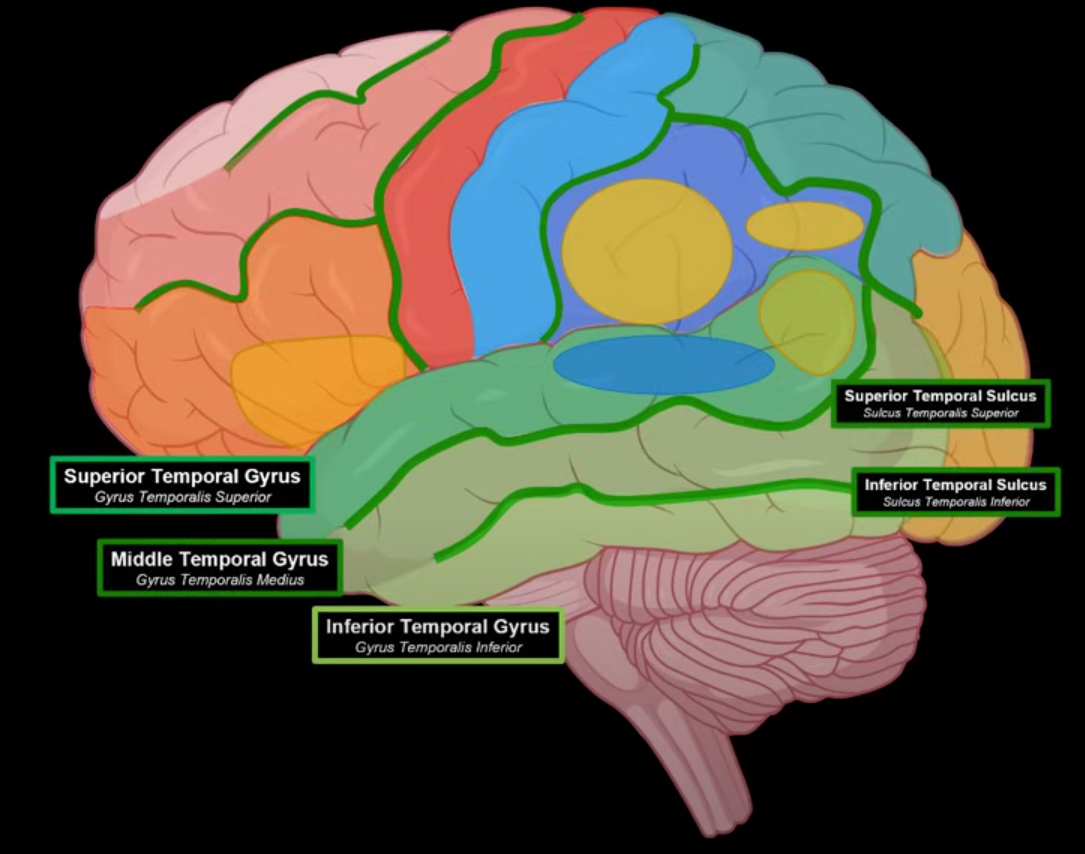 Superior Temporal Sulcus
Sulcus Temporalis Superior
Superior Temporal Gyrus
Gyrus Temporalis Superior
Inferior Temporal Sulcus
Sulcus Temporalis Inferior
Middle Temporal Gyrus
Gyrus Temporalis Medius
Inferior Temporal Gyrus
Gyrus Temporalis Inferior